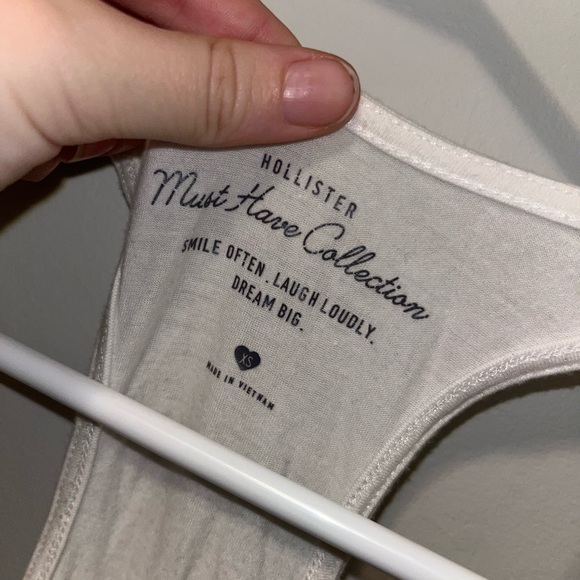 HOLLISTER
Must Have Collection
SMILE OFTEN. LAUGH LOUDLY.
DREAM BIG.
XS
MADE IN VIETNAM